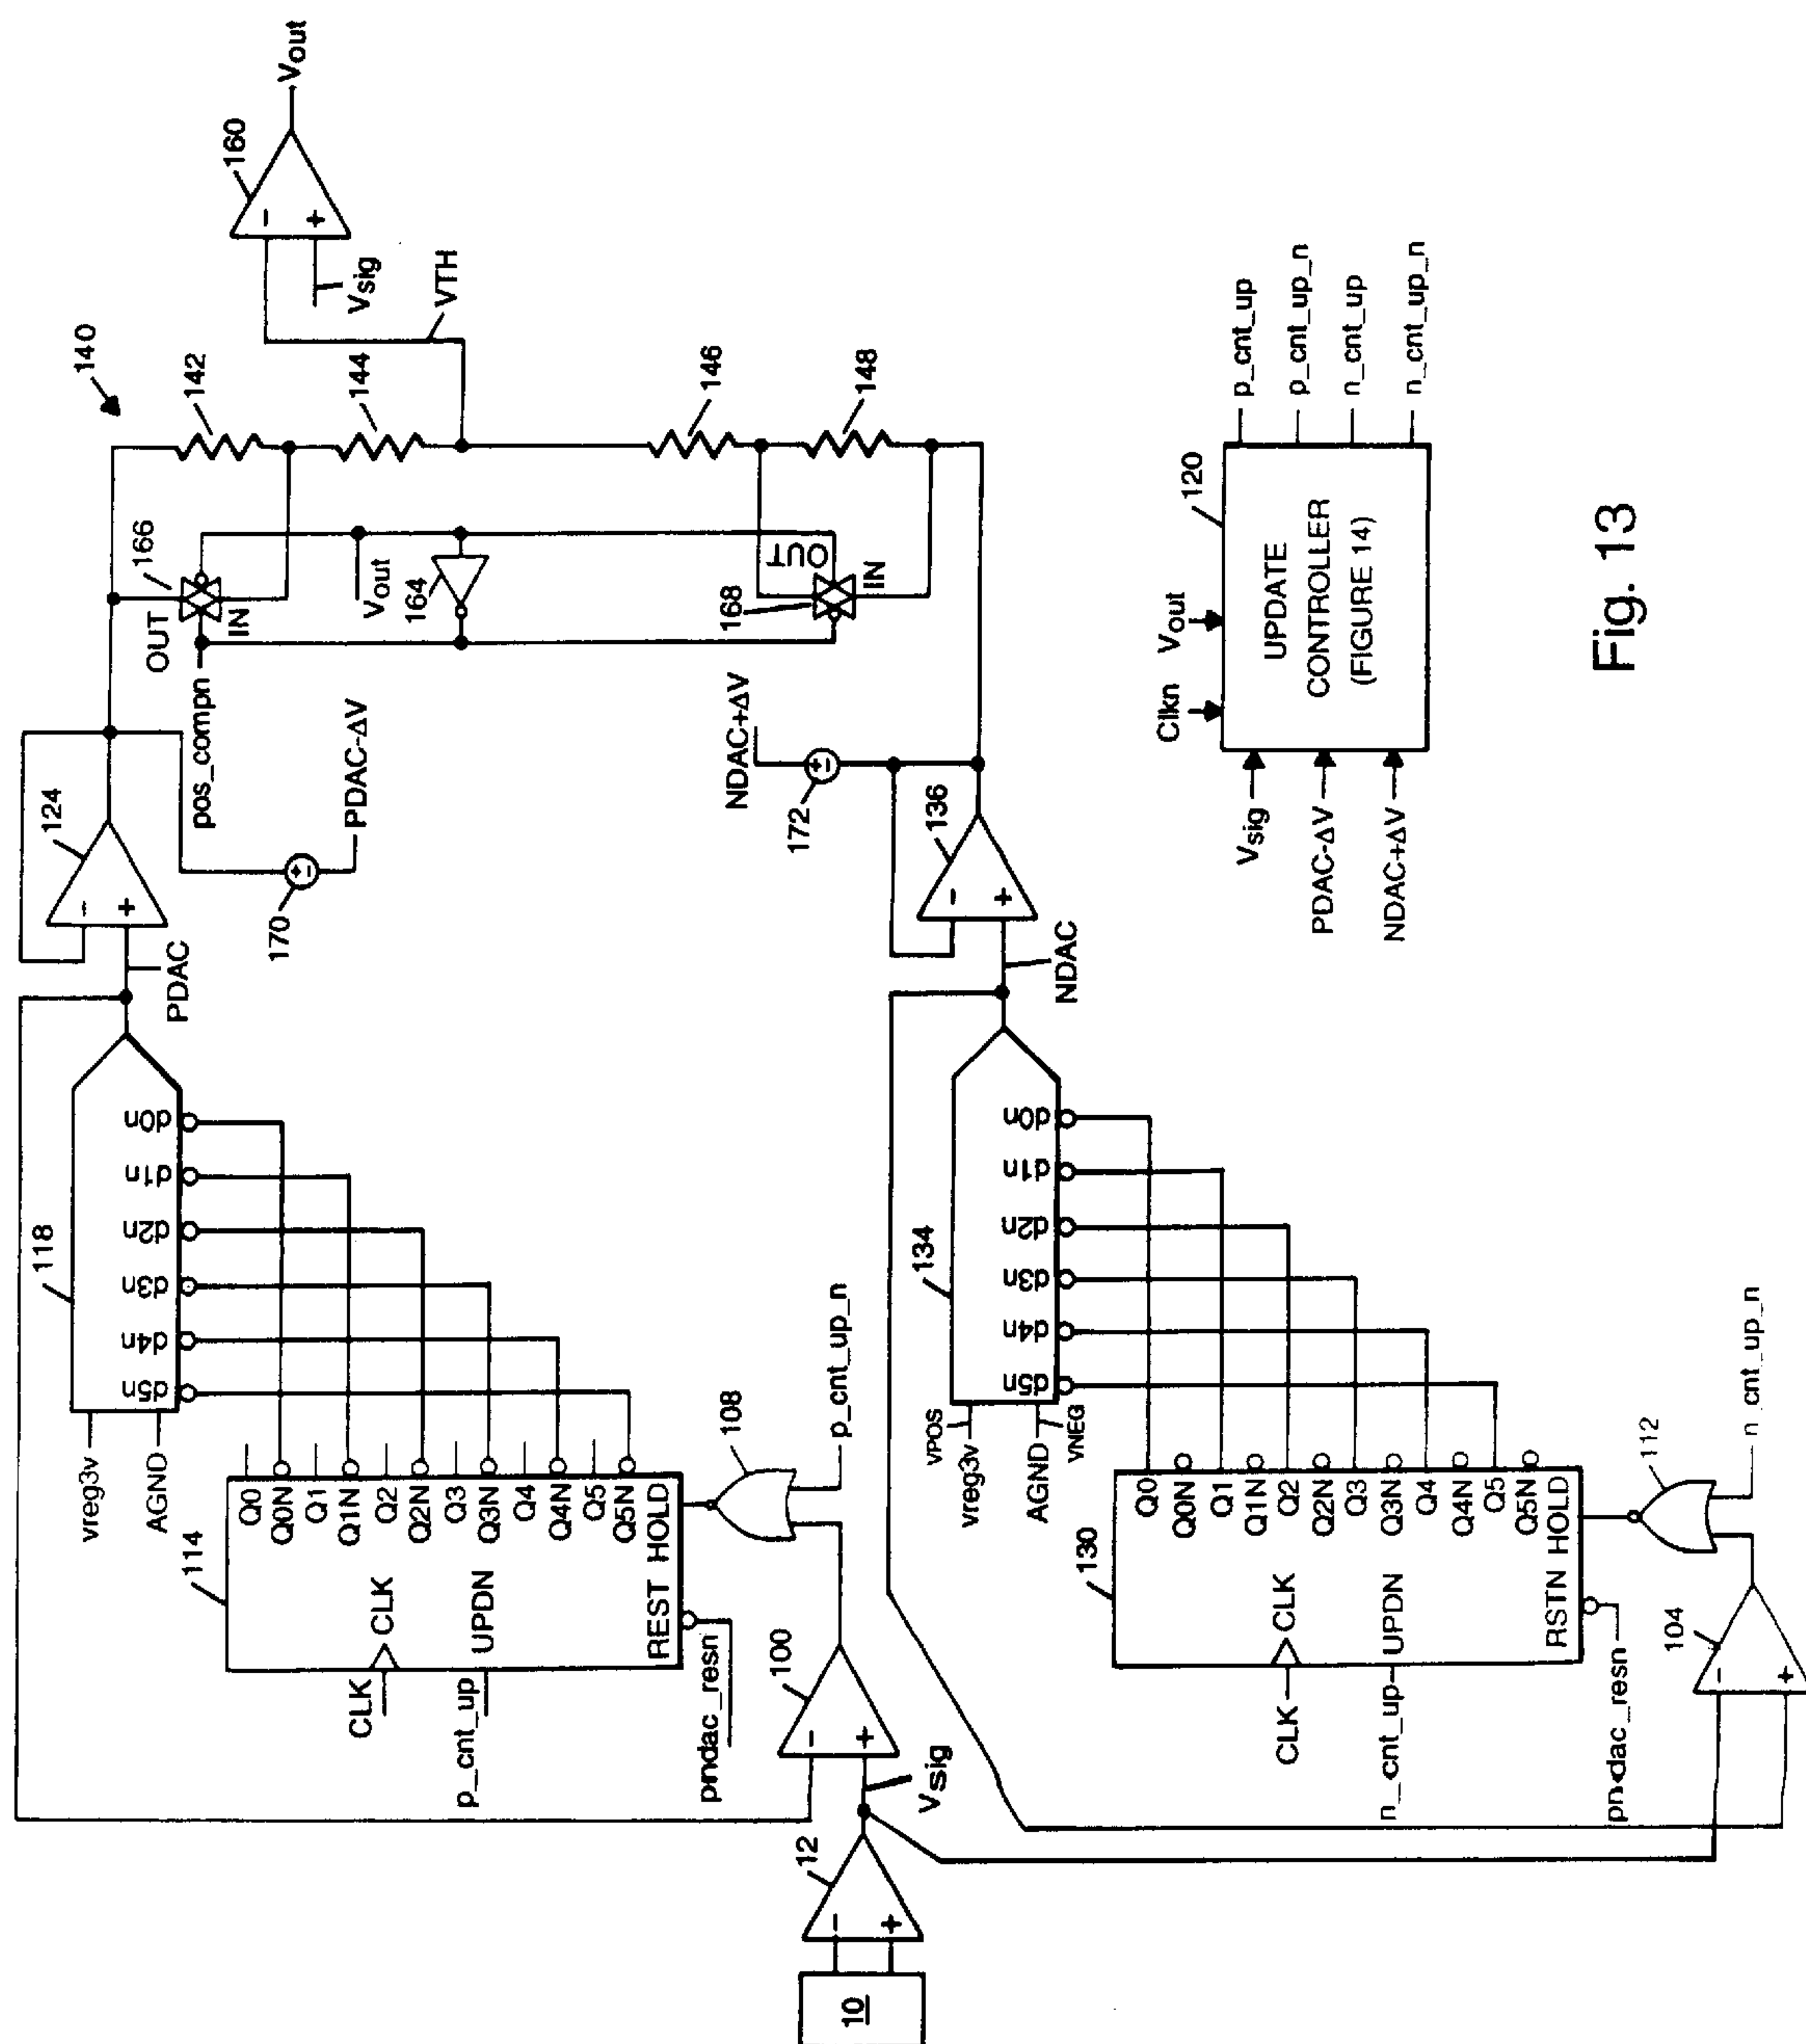 10
12
Vsig
100
104
108
112
p_cnt_up_n
n_cnt_up_n
114
CLK
CLK
p_cnt_up
UPDN
pndac_resn
REST
HOLD
Q0
Q0N
Q1
Q1N
Q2
Q2N
Q3
Q3N
Q4
Q4N
Q5
Q5N
118
vreg3v
AGND
d5n
d4n
d3n
d2n
d1n
d0n
PDAC
124
170
PDAC-ΔV
pos_compn
130
CLK
CLK
n_cnt_up
UPDN
pndac_resn
RSTN
HOLD
Q0
Q0N
Q1
Q1N
Q2
Q2N
Q3
Q3N
Q4
Q4N
Q5
Q5N
134
VPOS
vreg3v
AGND
VNEG
d5n
d4n
d3n
d2n
d1n
d0n
NDAC
136
172
NDAC+ΔV
OUT
166
IN
Vout
164
168
OUT
IN
140
142
144
146
148
VTH
Vsig
160
-
+
Vout
120
UPDATE
CONTROLLER
(FIGURE 14)
Clkn
Vout
Vsig
PDAC-ΔV
NDAC+ΔV
p_cnt_up
p_cnt_up_n
n_cnt_up
n_cnt_up_n
Fig. 13